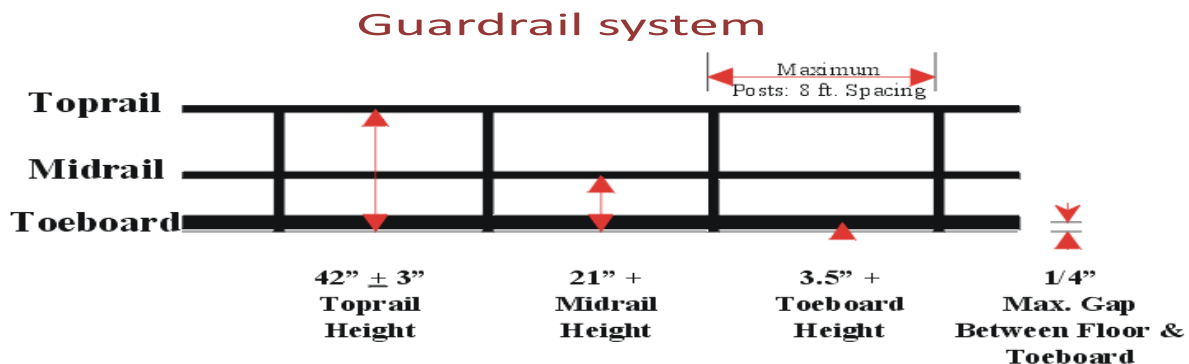 Guardrail system
Maximum
Posts: 8 ft. Spacing
Toprail
Midrail
Toeboard
42” ± 3”
Toprail
Height
21” +
Midrail
Height
3.5” +
Toeboard
Height
1/4”
Max. Gap
Between Floor &
Toeboard